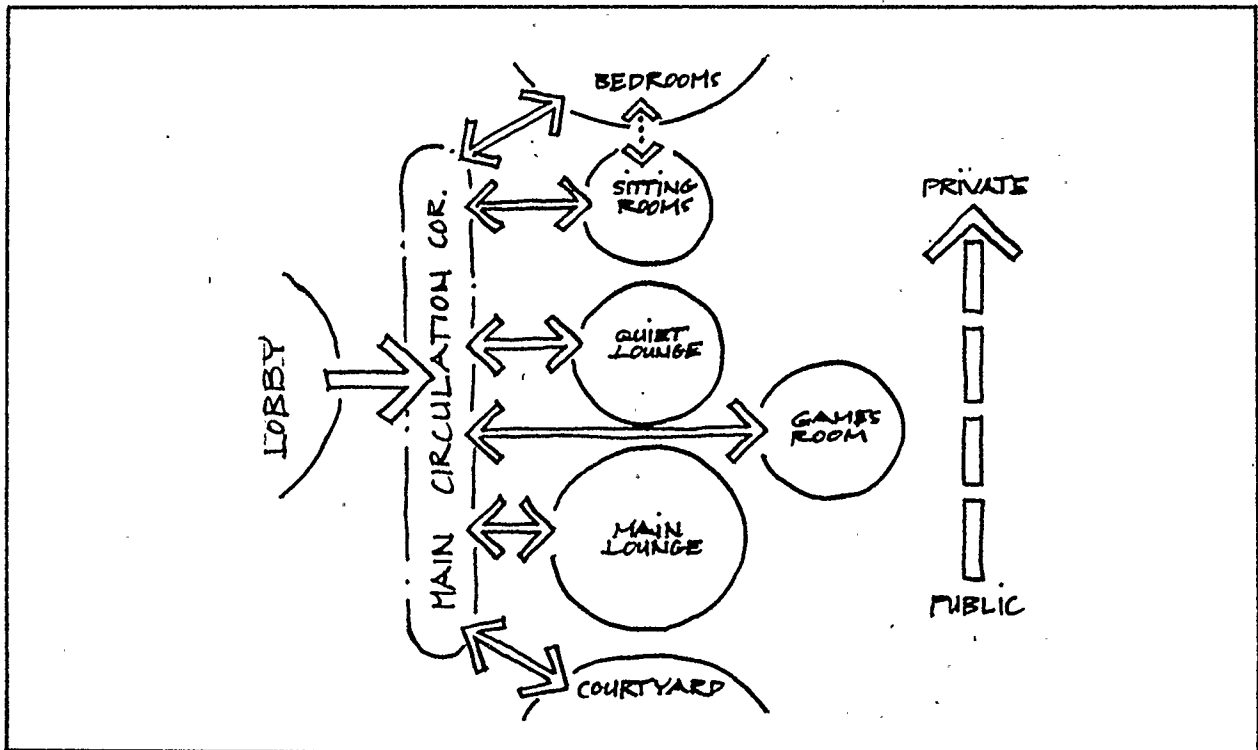 BEDROOMS
SITTING
ROOMS
PRIVATE
MAIN CIRCULATION COR.
LOBBY
QUIET
LOUNGE
GAMES
ROOM
MAIN
LOUNGE
PUBLIC
COURTYARD